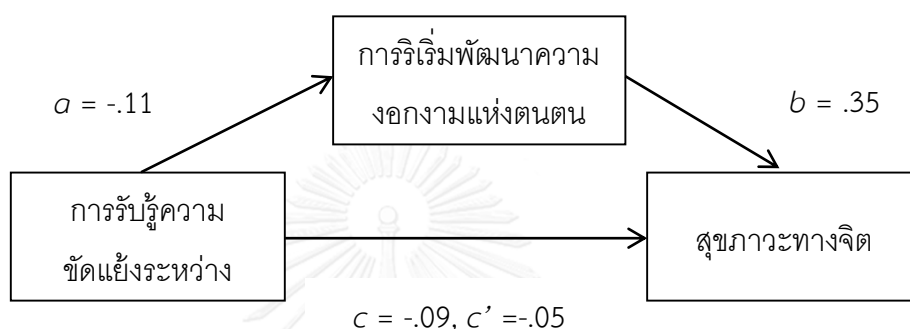 การริเริ่มพัฒนาความ
งอกงามแห่งตนตน
a = -.11
b = .35
การรับรู้ความ
ขัดแย้งระหว่าง
สุขภาวะทางจิต
c = -.09, c’ =-.05